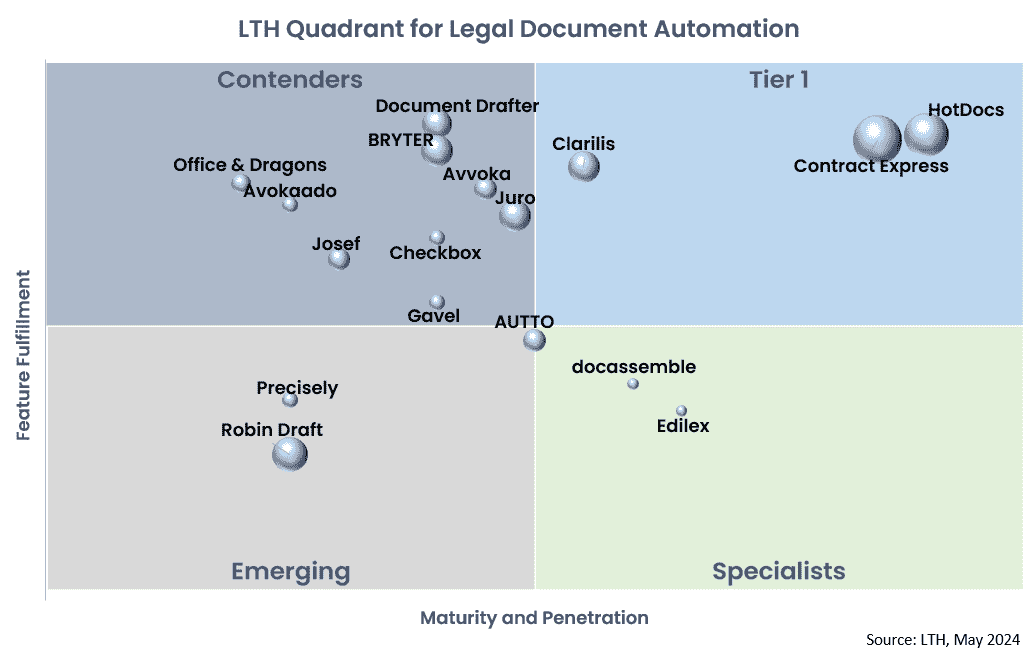 LTH Quadrant for Legal Document Automation
Contenders
Tier 1
Document Drafter
HotDocs
BRYTER
Clarilis
Office & Dragons
Contract Express
Avvoka
Avokaado
Juro
Josef
Checkbox
Gavel
AUTTO
Feature Fulfillment
docassemble
Precisely
Edilex
Robin Draft
Emerging
Specialists
Maturity and Penetration
Source: LTH, May 2024